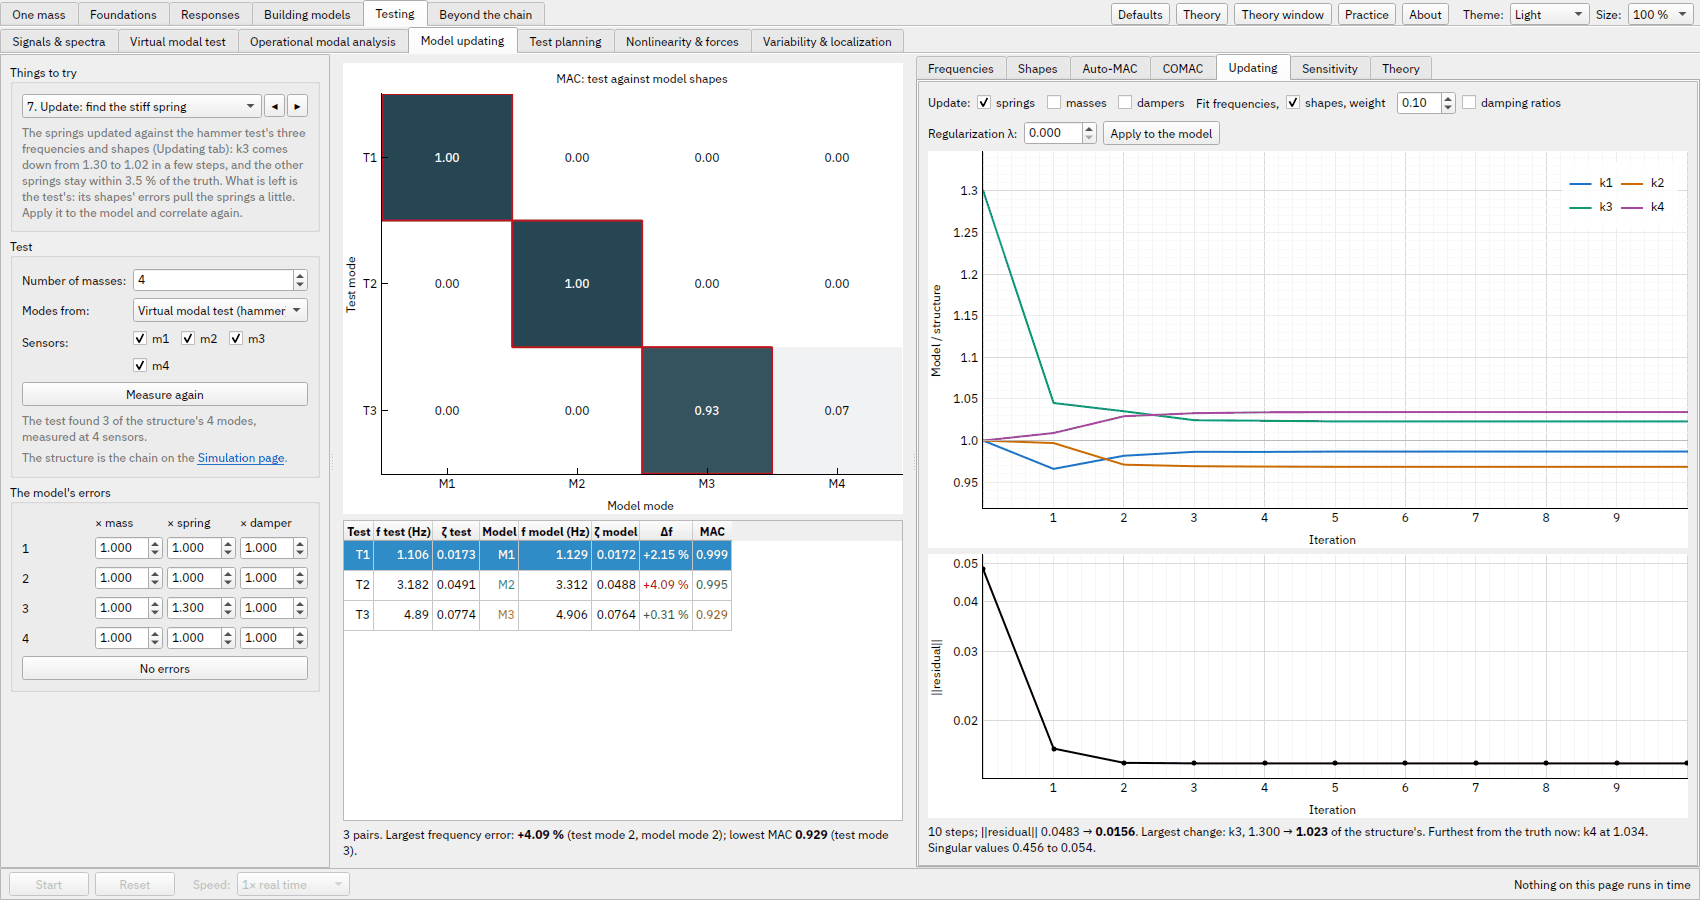 One mass
Foundations
Responses
Building models
Testing
Beyond the chain
Defaults
Theory
Theory window
Practice
About
Theme:
Light
Size:
100 %
Signals & spectra
Virtual modal test
Operational modal analysis
Model updating
Test planning
Nonlinearity & forces
Variability & localization
Things to try
7. Update: find the stiff spring
The springs updated against the hammer test's three
frequencies and shapes (Updating tab): k3 comes
down from 1.30 to 1.02 in a few steps, and the other
springs stay within 3.5 % of the truth. What is left is
the test's: its shapes' errors pull the springs a little.
Apply it to the model and correlate again.
Test
Number of masses: 4
Modes from: Virtual modal test (hammer
Sensors: m1 m2 m3
m4
Measure again
The test found 3 of the structure's 4 modes,
measured at 4 sensors.
The structure is the chain on the Simulation page.
The model's errors
× mass × spring × damper
1 1.000 1.000 1.000
2 1.000 1.000 1.000
3 1.000 1.300 1.000
4 1.000 1.000 1.000
No errors
MAC: test against model shapes
Test mode
T1 1.00 0.00 0.00 0.00
T2 0.00 1.00 0.00 0.00
T3 0.00 0.00 0.93 0.07
M1 M2 M3 M4
Model mode
Test f test (Hz) ζ test Model f model (Hz) ζ model Δf MAC
T1 1.106 0.0173 M1 1.129 0.0172 +2.15 % 0.999
T2 3.182 0.0491 M2 3.312 0.0488 +4.09 % 0.995
T3 4.89 0.0774 M3 4.906 0.0764 +0.31 % 0.929
3 pairs. Largest frequency error: +4.09 % (test mode 2, model mode 2); lowest MAC 0.929 (test mode
3).
Frequencies
Shapes
Auto-MAC
COMAC
Updating
Sensitivity
Theory
Update: springs masses dampers Fit frequencies, shapes, weight 0.10 damping ratios
Regularization λ: 0.000 Apply to the model
Model / structure
1.3
1.25
1.2
1.15
1.1
1.05
1.0
0.95
k1 k2
k3 k4
1 2 3 4 5 6 7 8 9
Iteration
||residual||
0.05
0.04
0.03
0.02
1 2 3 4 5 6 7 8 9
Iteration
10 steps; ||residual|| 0.0483 → 0.0156. Largest change: k3, 1.300 → 1.023 of the structure's. Furthest from the truth now: k4 at 1.034.
Singular values 0.456 to 0.054.
Start
Reset
Speed:
1× real time
Nothing on this page runs in time